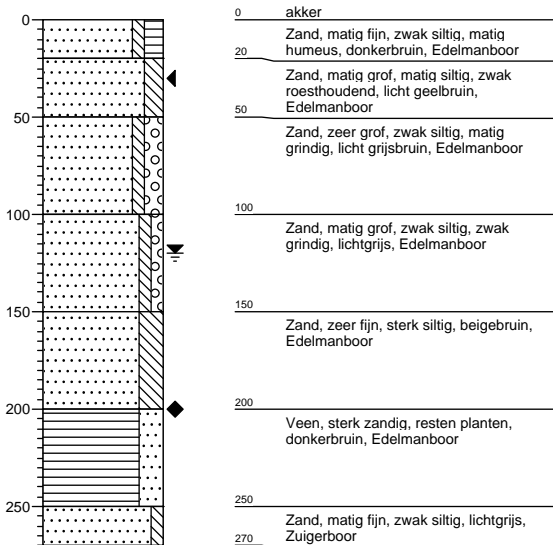 0
50
100
150
200
250
0
akker
Zand, matig fijn, zwak siltig, matig
humeus, donkerbruin, Edelmanboor
20
Zand, matig grof, matig siltig, zwak
roesthoudend, licht geelbruin,
Edelmanboor
50
Zand, zeer grof, zwak siltig, matig
grindig, licht grijsbruin, Edelmanboor
100
Zand, matig grof, zwak siltig, zwak
grindig, lichtgrijs, Edelmanboor
150
Zand, zeer fijn, sterk siltig, beigebruin,
Edelmanboor
200
Veen, sterk zandig, resten planten,
donkerbruin, Edelmanboor
250
Zand, matig fijn, zwak siltig, lichtgrijs,
Zuigerboor
270